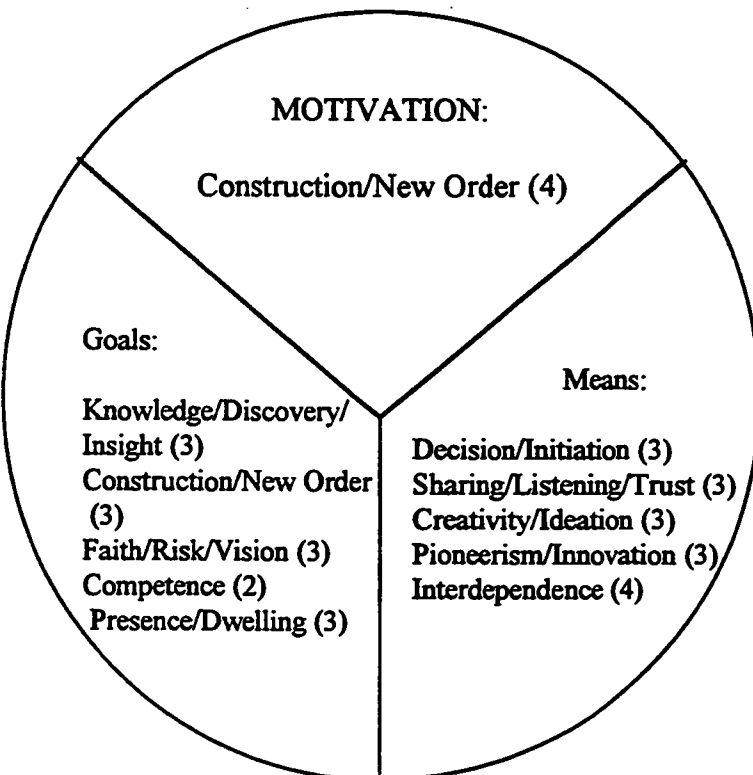 MOTIVATION:
Construction/New Order (4)
Goals:
Knowledge/Discovery/
Insight (3)
Construction/New Order
(3)
Faith/Risk/Vision (3)
Competence (2)
Presence/Dwelling (3)
Means:
Decision/Initiation (3)
Sharing/Listening/Trust (3)
Creativity/Ideation (3)
Pioneerism/Innovation (3)
Interdependence (4)